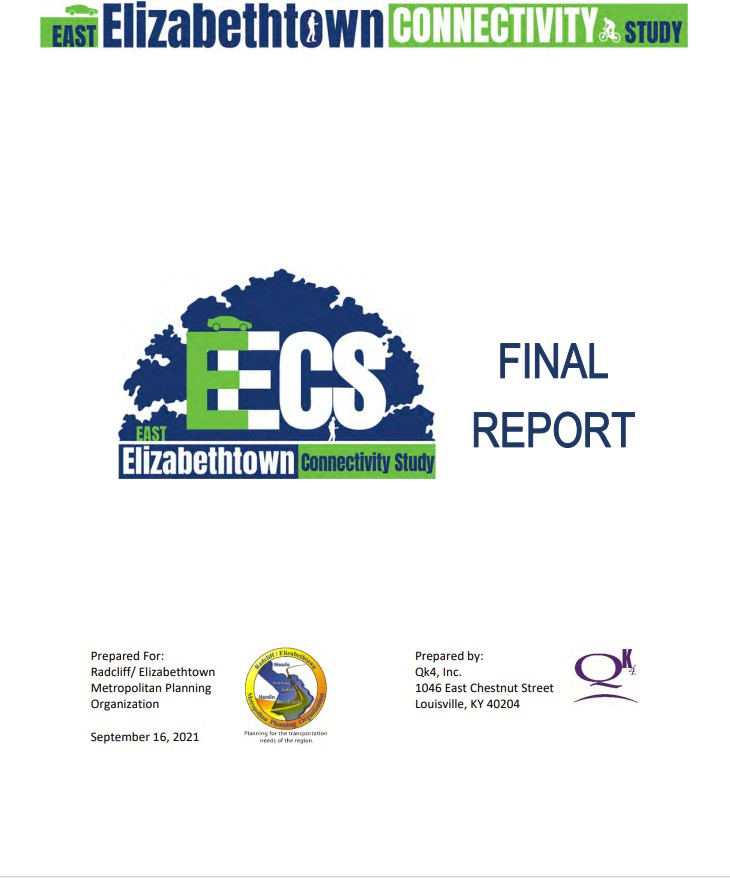 EAST Elizabethtown CONNECTIVITY STUDY
EECS
EAST
Elizabethtown Connectivity Study
FINAL
REPORT
Prepared For:
Radcliff/ Elizabethtown
Metropolitan Planning
Organization
September 16, 2021
Radcliff / Elizabethtown
Meade
Hardin
Metropolitan Planning Organization
Planning for the transportation
needs of the region.
Prepared by:
Qk4, Inc.
1046 East Chestnut Street
Louisville, KY 40204
QK4